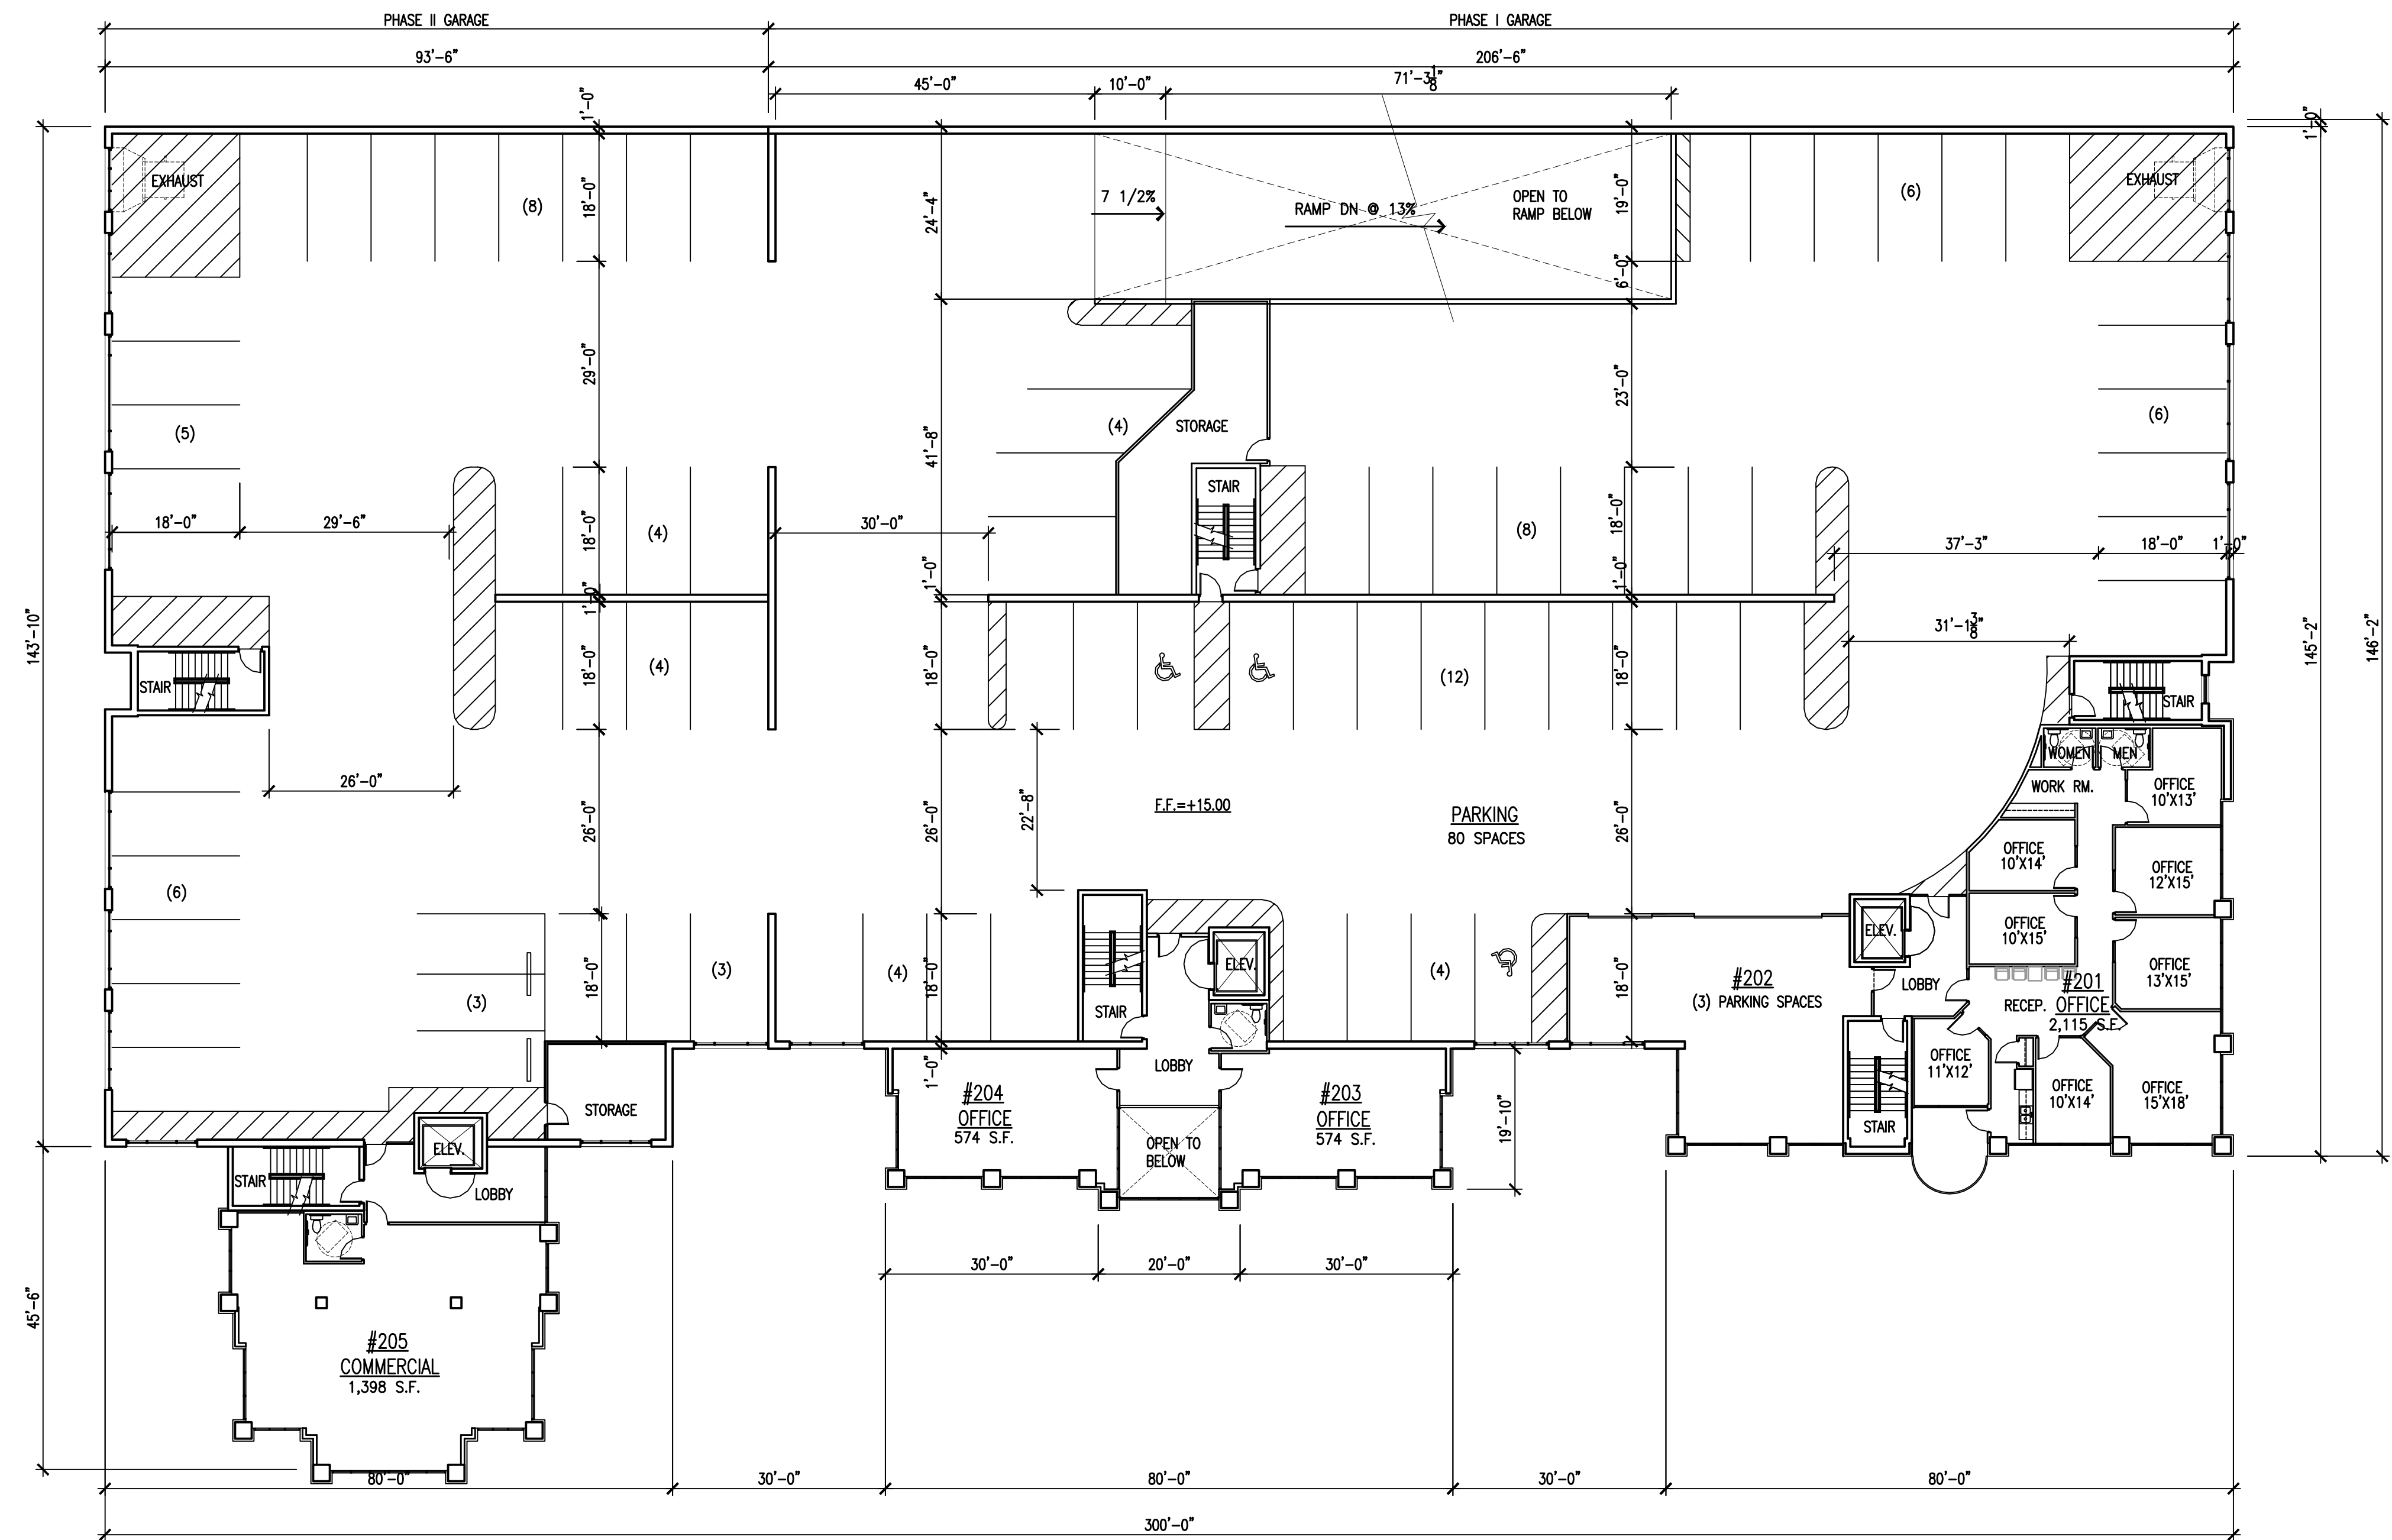 PHASE II GARAGE
PHASE I GARAGE
93'-6"
206'-6"
45'-0"
10'-0"
71'-3 1/8"
1'-0"
1'-0"
EXHAUST
(8)
18'-0"
24'-4"
7 1/2%
RAMP DN @ 13%
OPEN TO
RAMP BELOW
19'-0"
(6)
EXHAUST
6'-0"
29'-0"
23'-0"
(5)
41'-8"
(4)
STORAGE
(6)
STAIR
18'-0"
29'-6"
18'-0"
(4)
30'-0"
(8)
18'-0"
37'-3"
18'-0"
1'-0"
1'-0"
1'-0"
1'-0"
143'-10"
31'-1 3/8"
145'-2"
146'-2"
STAIR
18'-0"
(4)
18'-0"
(12)
18'-0"
STAIR
WOMEN
MEN
26'-0"
26'-0"
26'-0"
22'-8"
F.F.=+15.00
PARKING
80 SPACES
26'-0"
WORK RM.
OFFICE
10'X13'
OFFICE
10'X14'
OFFICE
12'X15'
(6)
OFFICE
10'X15'
ELEV.
ELEV.
(3)
18'-0"
(3)
(4)
18'-0"
(4)
18'-0"
#202
(3) PARKING SPACES
LOBBY
RECEP.
#201
OFFICE
2,115 S.F.
OFFICE
13'X15'
STAIR
LOBBY
1'-0"
OFFICE
11'X12'
OFFICE
10'X14'
OFFICE
15'X18'
STORAGE
#204
OFFICE
574 S.F.
#203
OFFICE
574 S.F.
19'-10"
STAIR
OPEN TO
BELOW
ELEV.
STAIR
LOBBY
30'-0"
20'-0"
30'-0"
45'-6"
#205
COMMERCIAL
1,398 S.F.
80'-0"
30'-0"
80'-0"
30'-0"
80'-0"
300'-0"